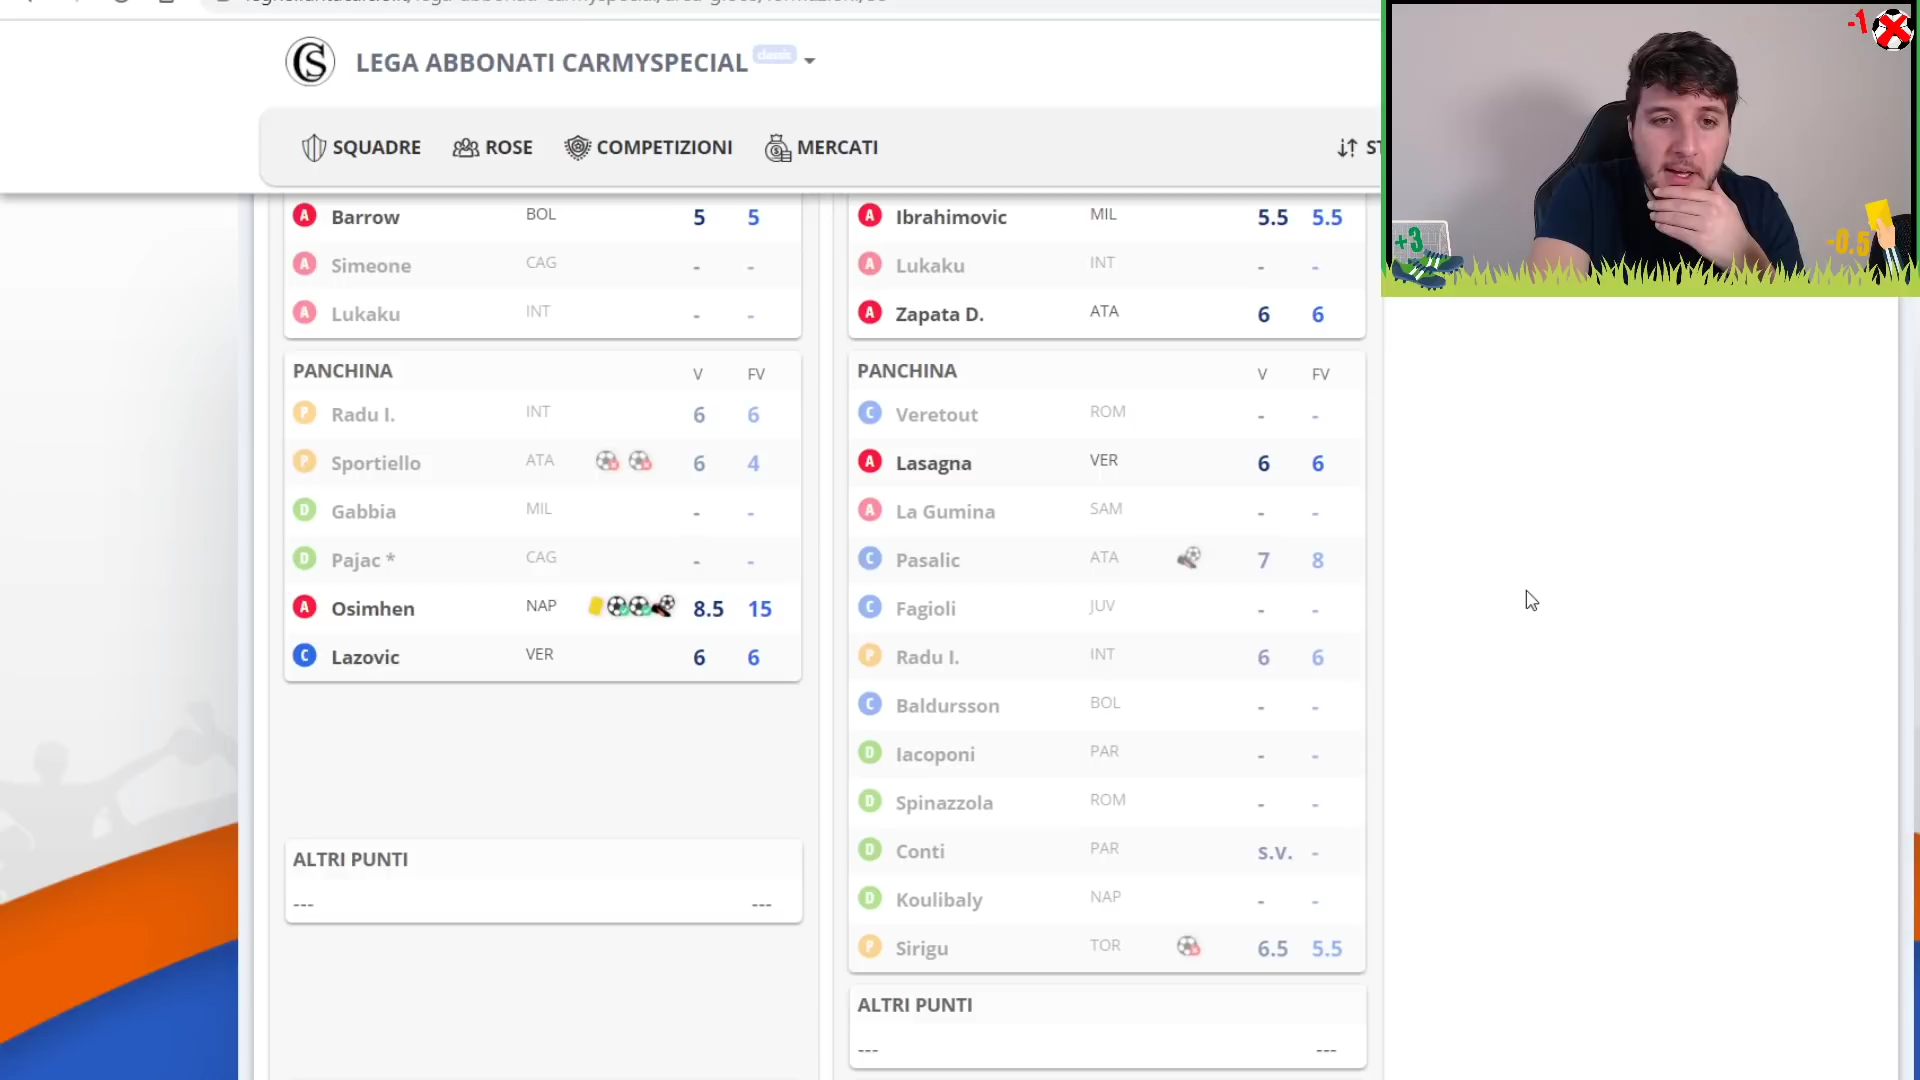 LEGA ABBONATI CARMYSPECIAL classic
SQUADRE ROSE COMPETIZIONI MERCATI
A Barrow BOL 5 5
A Simeone CAG - -
A Lukaku INT - -
PANCHINA V FV
P Radu I. INT 6 6
P Sportiello ATA 6 4
D Gabbia MIL - -
D Pajac * CAG - -
A Osimhen NAP 8.5 15
C Lazovic VER 6 6
ALTRI PUNTI
--- ---
A Ibrahimovic MIL 5.5 5.5
A Lukaku INT - -
A Zapata D. ATA 6 6
PANCHINA V FV
C Veretout ROM - -
A Lasagna VER 6 6
A La Gumina SAM - -
C Pasalic ATA 7 8
C Fagioli JUV - -
P Radu I. INT 6 6
C Baldursson BOL - -
D Iacoponi PAR - -
D Spinazzola ROM - -
D Conti PAR s.v. -
D Koulibaly NAP - -
P Sirigu TOR 6.5 5.5
ALTRI PUNTI
--- ---
-1
+3
-0.5